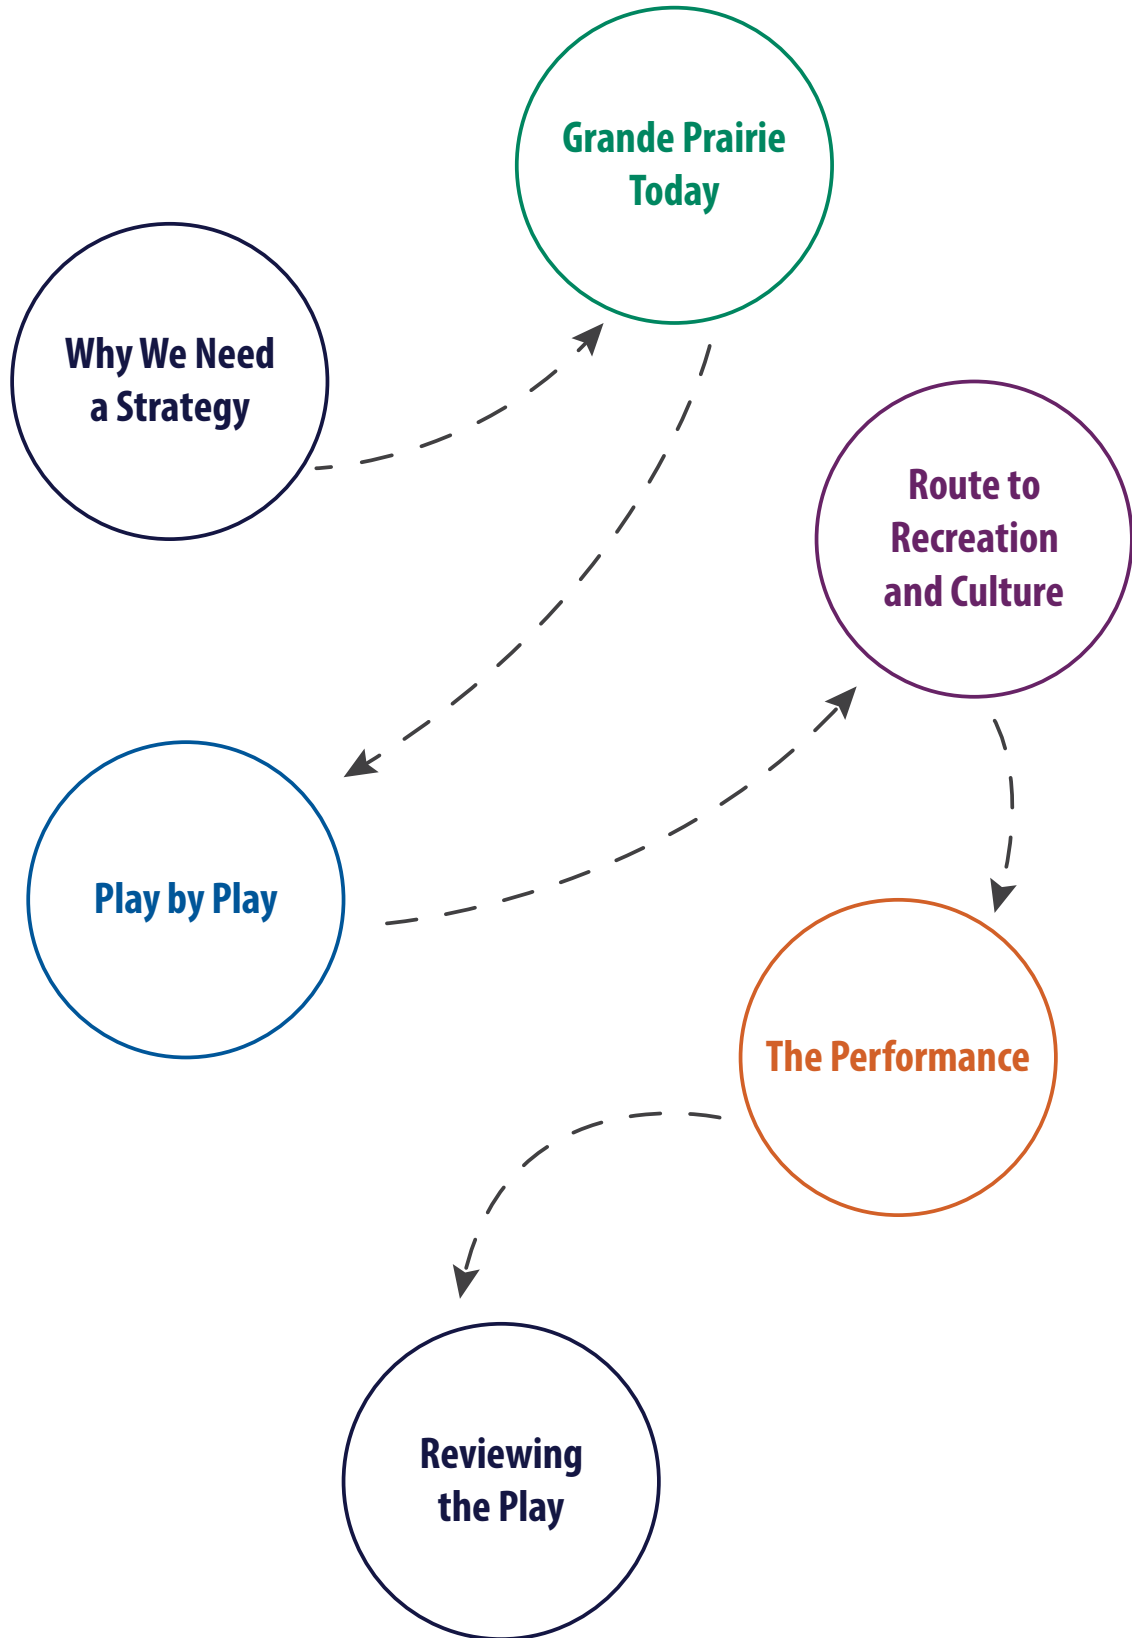 Why We Need
a Strategy
Grande Prairie
Today
Play by Play
Route to
Recreation
and Culture
The Performance
Reviewing
the Play